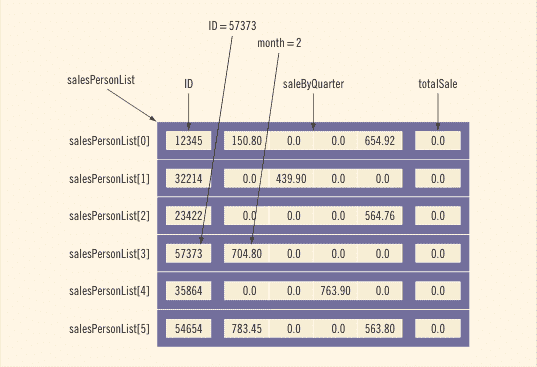 ID = 57373
month = 2
salesPersonList
ID saleByQuarter totalSale
salesPersonList[0] 12345 150.80 0.0 0.0 654.92 0.0
salesPersonList[1] 32214 0.0 439.90 0.0 0.0 0.0
salesPersonList[2] 23422 0.0 0.0 0.0 564.76 0.0
salesPersonList[3] 57373 704.80 0.0 0.0 0.0 0.0
salesPersonList[4] 35864 0.0 0.0 763.90 0.0 0.0
salesPersonList[5] 54654 783.45 0.0 0.0 563.80 0.0